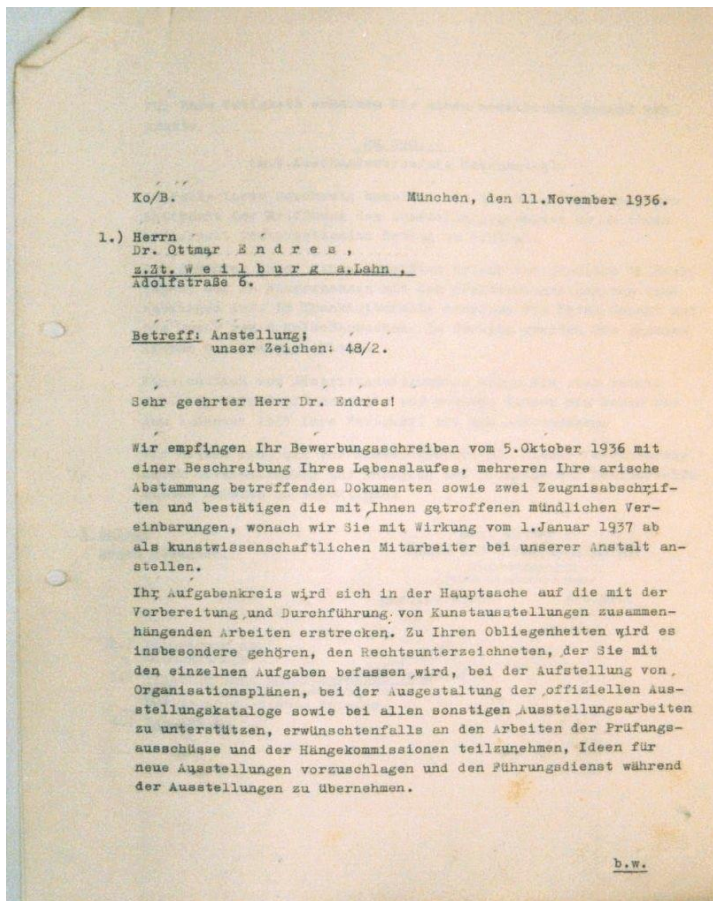 Ko/B. München, den 11.November 1936.
1.) Herrn
Dr. Ottmar E n d r e s ,
z.Zt. W e i l b u r g a.Lahn ,
Adolfstraße 6.
Betreff: Anstellung;
unser Zeichen: 48/2.
Sehr geehrter Herr Dr. Endres!
Wir empfingen Ihr Bewerbungsschreiben vom 5.Oktober 1936 mit
einer Beschreibung Ihres Lebenslaufes, mehreren Ihre arische
Abstammung betreffenden Dokumenten sowie zwei Zeugnisabschrif-
ten und bestätigen die mit Ihnen getroffenen mündlichen Ver-
einbarungen, wonach wir Sie mit Wirkung vom 1.Januar 1937 ab
als kunstwissenschaftlichen Mitarbeiter bei unserer Anstalt an-
stellen.
Ihr Aufgabenkreis wird sich in der Hauptsache auf die mit der
Vorbereitung und Durchführung von Kunstausstellungen zusammen-
hängenden Arbeiten erstrecken. Zu Ihren Obliegenheiten wird es
insbesondere gehören, den Rechtsunterzeichneten, der Sie mit
den einzelnen Aufgaben befassen wird, bei der Aufstellung von
Organisationsplänen, bei der Ausgestaltung der offiziellen Aus-
stellungskataloge sowie bei allen sonstigen Ausstellungsarbeiten
zu unterstützen, erwünschtenfalls an den Arbeiten der Prüfungs-
ausschüsse und der Hängekommissionen teilzunehmen, Ideen für
neue Ausstellungen vorzuschlagen und den Führungsdienst während
der Ausstellungen zu übernehmen.
b.w.